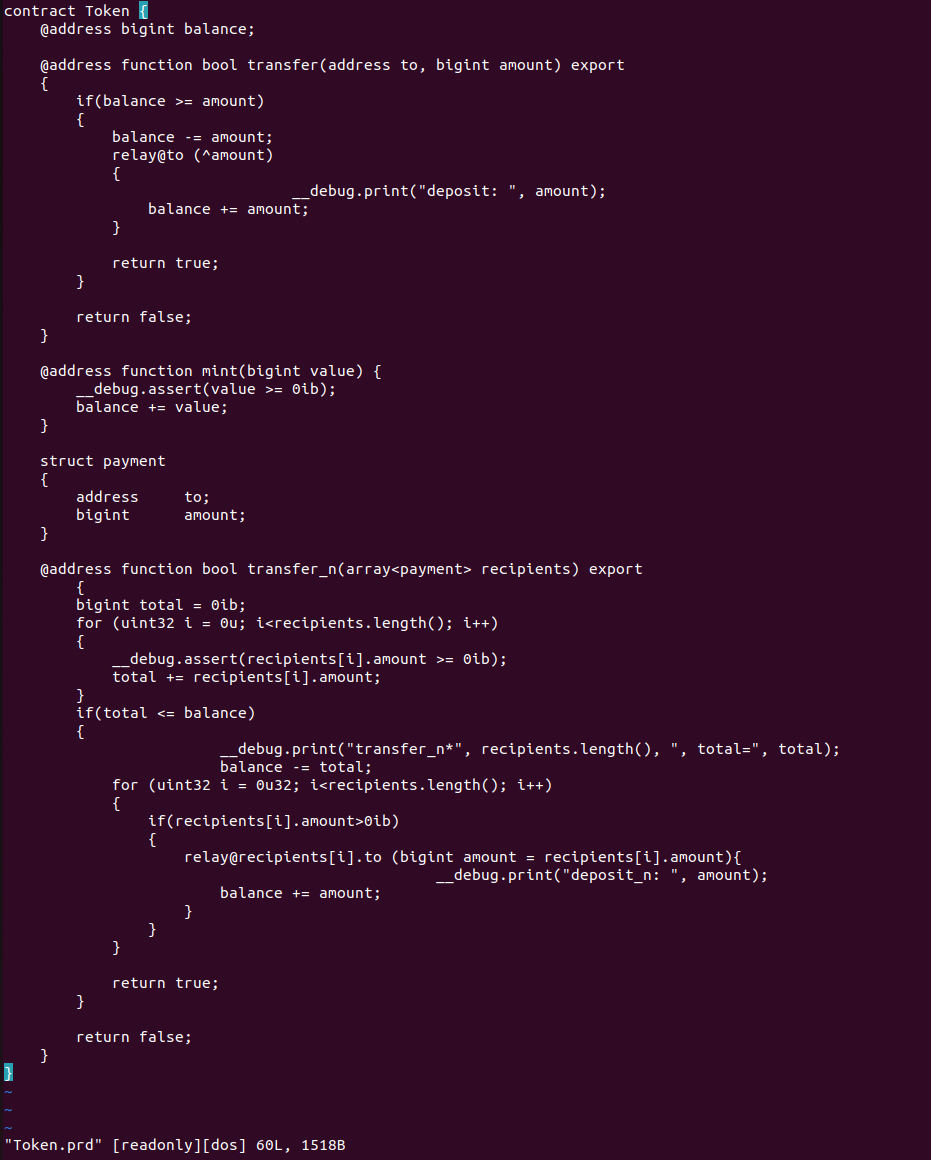 contract Token {
    @address bigint balance;

    @address function bool transfer(address to, bigint amount) export
    {
        if(balance >= amount)
        {
            balance -= amount;
            relay@to (^amount)
            {
                                __debug.print("deposit: ", amount);
                balance += amount;
            }

            return true;
        }

        return false;
    }

    @address function mint(bigint value) {
        __debug.assert(value >= 0ib);
        balance += value;
    }

    struct payment
    {
        address     to;
        bigint      amount;
    }

    @address function bool transfer_n(array<payment> recipients) export
        {
        bigint total = 0ib;
        for (uint32 i = 0u; i<recipients.length(); i++)
        {
            __debug.assert(recipients[i].amount >= 0ib);
            total += recipients[i].amount;
        }
        if(total <= balance)
        {
                        __debug.print("transfer_n*", recipients.length(), ", total=", total);
                        balance -= total;
            for (uint32 i = 0u32; i<recipients.length(); i++)
            {
                if(recipients[i].amount>0ib)
                {
                    relay@recipients[i].to (bigint amount = recipients[i].amount){
                                                __debug.print("deposit_n: ", amount);
                        balance += amount;
                    }
                }
            }

            return true;
        }

        return false;
    }
}
~
~
~
"Token.prd" [readonly][dos] 60L, 1518B